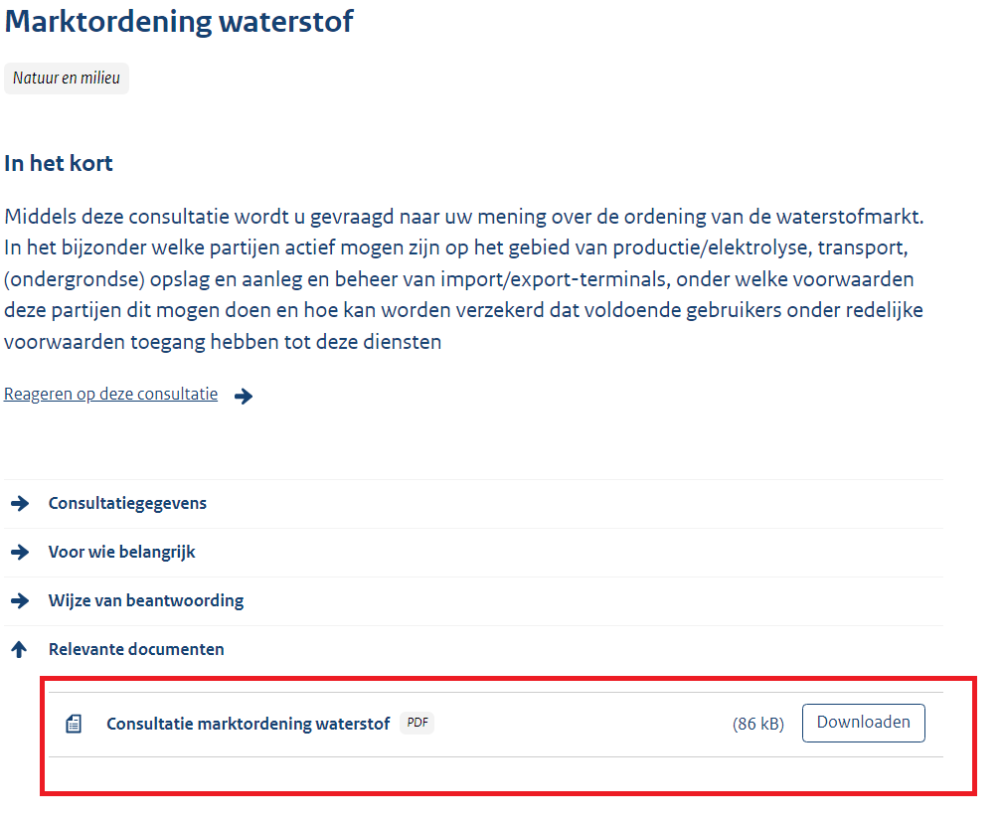 Marktordening waterstof
Natuur en milieu
In het kort
Middels deze consultatie wordt u gevraagd naar uw mening over de ordening van de waterstofmarkt.
In het bijzonder welke partijen actief mogen zijn op het gebied van productie/elektrolyse, transport,
(ondergrondse) opslag en aanleg en beheer van import/export-terminals, onder welke voorwaarden
deze partijen dit mogen doen en hoe kan worden verzekerd dat voldoende gebruikers onder redelijke
voorwaarden toegang hebben tot deze diensten
Reageren op deze consultatie
Consultatiegegevens
Voor wie belangrijk
Wijze van beantwoording
Relevante documenten
Consultatie marktordening waterstof PDF (86 kB) Downloaden